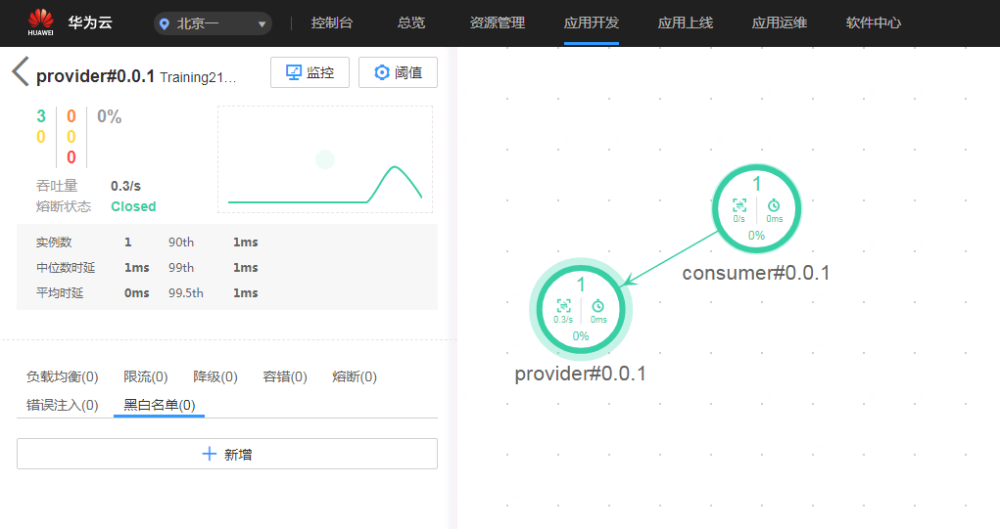 HUAWEI 华为云 北京一 控制台 总览 资源管理 应用开发 应用上线 应用运维 软件中心
provider#0.0.1 Training21... 监控 阈值
3 0 0%
0 0
0
吞吐量 0.3/s
熔断状态 Closed
实例数 1 90th 1ms
中位数时延 1ms 99th 1ms
平均时延 0ms 99.5th 1ms
负载均衡(0) 限流(0) 降级(0) 容错(0) 熔断(0)
错误注入(0) 黑白名单(0)
新增
1
0/s 0ms
0%
consumer#0.0.1
1
0.3/s 0ms
0%
provider#0.0.1